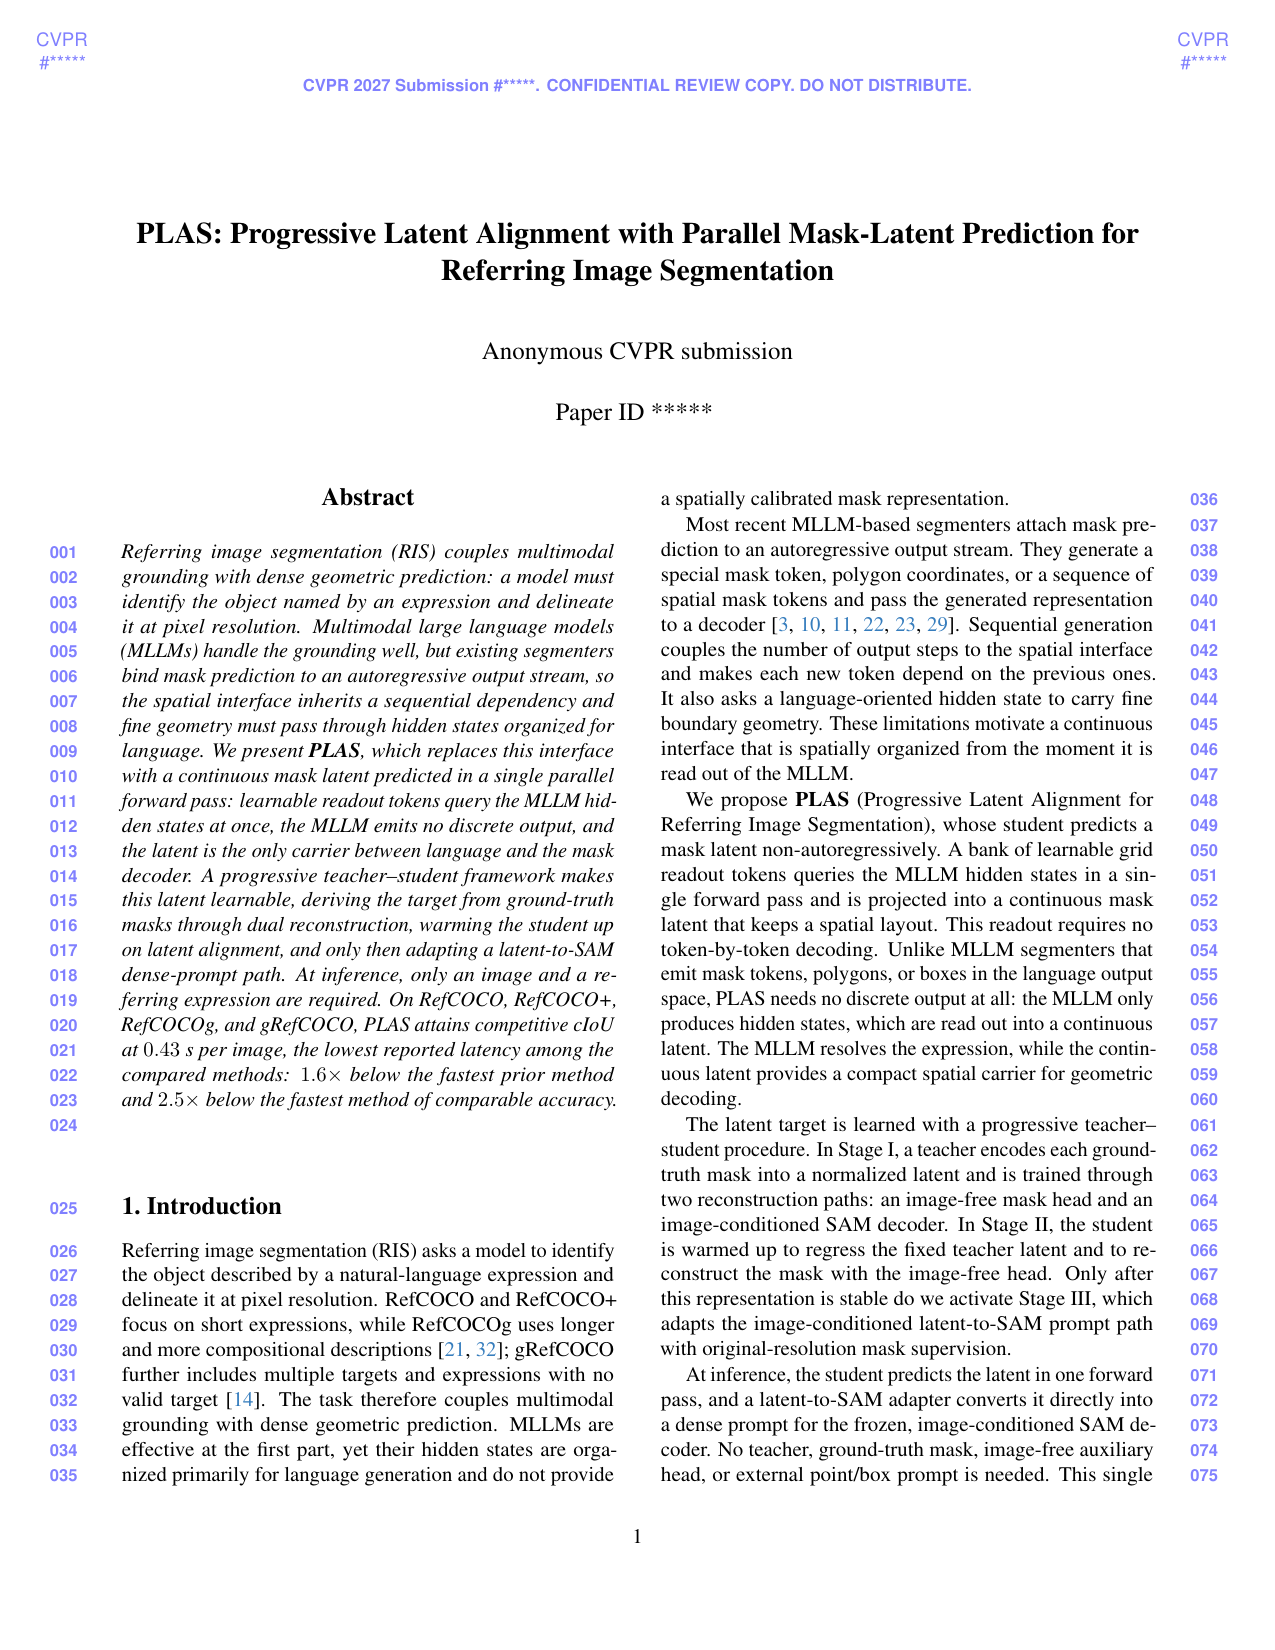 CVPR
#*****
CVPR
#*****
CVPR 2027 Submission #*****. CONFIDENTIAL REVIEW COPY. DO NOT DISTRIBUTE.
PLAS: Progressive Latent Alignment with Parallel Mask-Latent Prediction for
Referring Image Segmentation
Anonymous CVPR submission
Paper ID *****
Abstract
001 Referring image segmentation (RIS) couples multimodal
002 grounding with dense geometric prediction: a model must
003 identify the object named by an expression and delineate
004 it at pixel resolution. Multimodal large language models
005 (MLLMs) handle the grounding well, but existing segmenters
006 bind mask prediction to an autoregressive output stream, so
007 the spatial interface inherits a sequential dependency and
008 fine geometry must pass through hidden states organized for
009 language. We present PLAS, which replaces this interface
010 with a continuous mask latent predicted in a single parallel
011 forward pass: learnable readout tokens query the MLLM hid-
012 den states at once, the MLLM emits no discrete output, and
013 the latent is the only carrier between language and the mask
014 decoder. A progressive teacher–student framework makes
015 this latent learnable, deriving the target from ground-truth
016 masks through dual reconstruction, warming the student up
017 on latent alignment, and only then adapting a latent-to-SAM
018 dense-prompt path. At inference, only an image and a re-
019 ferring expression are required. On RefCOCO, RefCOCO+,
020 RefCOCOg, and gRefCOCO, PLAS attains competitive cIoU
021 at 0.43 s per image, the lowest reported latency among the
022 compared methods: 1.6× below the fastest prior method
023 and 2.5× below the fastest method of comparable accuracy.
024
025 1. Introduction
026 Referring image segmentation (RIS) asks a model to identify
027 the object described by a natural-language expression and
028 delineate it at pixel resolution. RefCOCO and RefCOCO+
029 focus on short expressions, while RefCOCOg uses longer
030 and more compositional descriptions [21, 32]; gRefCOCO
031 further includes multiple targets and expressions with no
032 valid target [14]. The task therefore couples multimodal
033 grounding with dense geometric prediction. MLLMs are
034 effective at the first part, yet their hidden states are orga-
035 nized primarily for language generation and do not provide
a spatially calibrated mask representation. 036
Most recent MLLM-based segmenters attach mask pre- 037
diction to an autoregressive output stream. They generate a 038
special mask token, polygon coordinates, or a sequence of 039
spatial mask tokens and pass the generated representation 040
to a decoder [3, 10, 11, 22, 23, 29]. Sequential generation 041
couples the number of output steps to the spatial interface 042
and makes each new token depend on the previous ones. 043
It also asks a language-oriented hidden state to carry fine 044
boundary geometry. These limitations motivate a continuous 045
interface that is spatially organized from the moment it is 046
read out of the MLLM. 047
We propose PLAS (Progressive Latent Alignment for 048
Referring Image Segmentation), whose student predicts a 049
mask latent non-autoregressively. A bank of learnable grid 050
readout tokens queries the MLLM hidden states in a sin- 051
gle forward pass and is projected into a continuous mask 052
latent that keeps a spatial layout. This readout requires no 053
token-by-token decoding. Unlike MLLM segmenters that 054
emit mask tokens, polygons, or boxes in the language output 055
space, PLAS needs no discrete output at all: the MLLM only 056
produces hidden states, which are read out into a continuous 057
latent. The MLLM resolves the expression, while the contin- 058
uous latent provides a compact spatial carrier for geometric 059
decoding. 060
The latent target is learned with a progressive teacher– 061
student procedure. In Stage I, a teacher encodes each ground- 062
truth mask into a normalized latent and is trained through 063
two reconstruction paths: an image-free mask head and an 064
image-conditioned SAM decoder. In Stage II, the student 065
is warmed up to regress the fixed teacher latent and to re- 066
construct the mask with the image-free head. Only after 067
this representation is stable do we activate Stage III, which 068
adapts the image-conditioned latent-to-SAM prompt path 069
with original-resolution mask supervision. 070
At inference, the student predicts the latent in one forward 071
pass, and a latent-to-SAM adapter converts it directly into 072
a dense prompt for the frozen, image-conditioned SAM de- 073
coder. No teacher, ground-truth mask, image-free auxiliary 074
head, or external point/box prompt is needed. This single 075
1